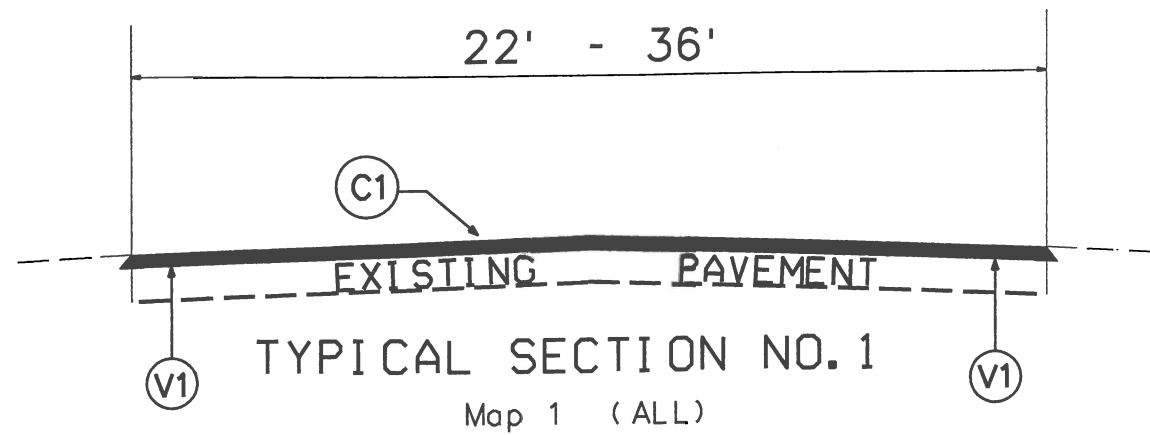 22' - 36'
C1
EXISTING PAVEMENT
TYPICAL SECTION NO. 1
V1 V1
Map 1 (ALL)